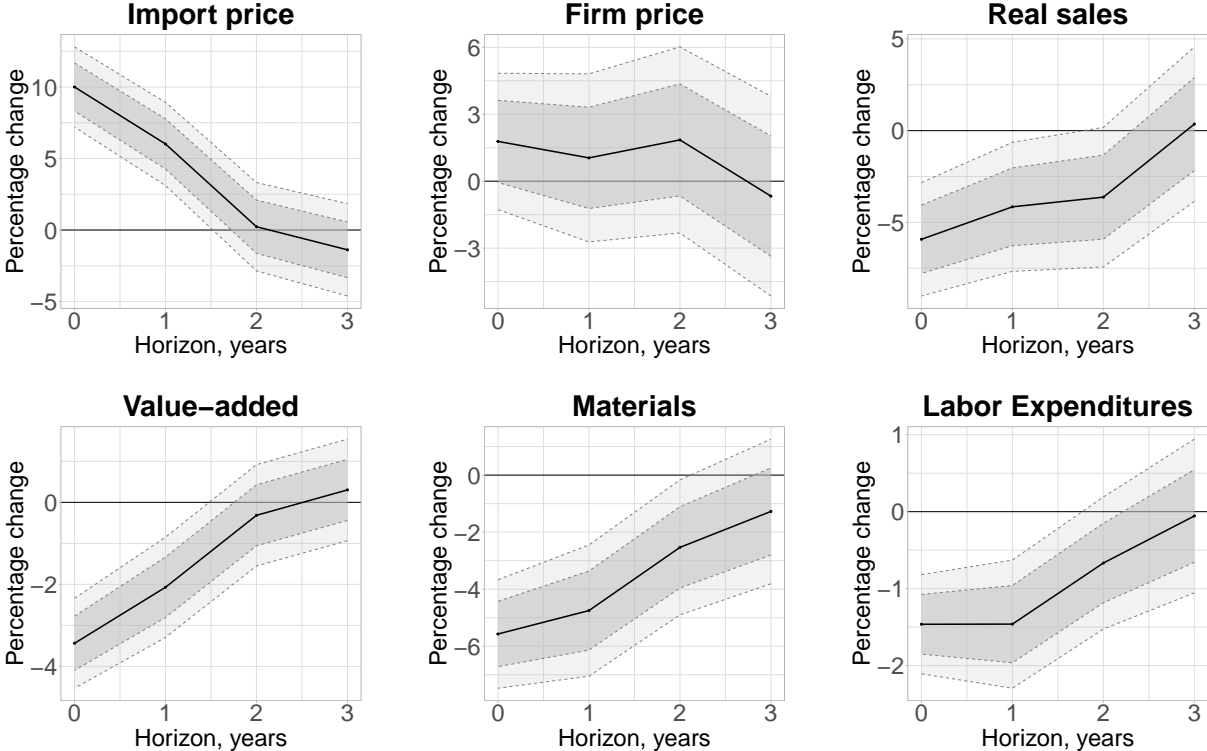 Import price
Percentage change
10
5
0
−5
0 1 2 3
Horizon, years
Firm price
Percentage change
6
3
0
−3
0 1 2 3
Horizon, years
Real sales
Percentage change
5
0
−5
0 1 2 3
Horizon, years
Value−added
Percentage change
0
−2
−4
0 1 2 3
Horizon, years
Materials
Percentage change
0
−2
−4
−6
0 1 2 3
Horizon, years
Labor Expenditures
Percentage change
1
0
−1
−2
0 1 2 3
Horizon, years